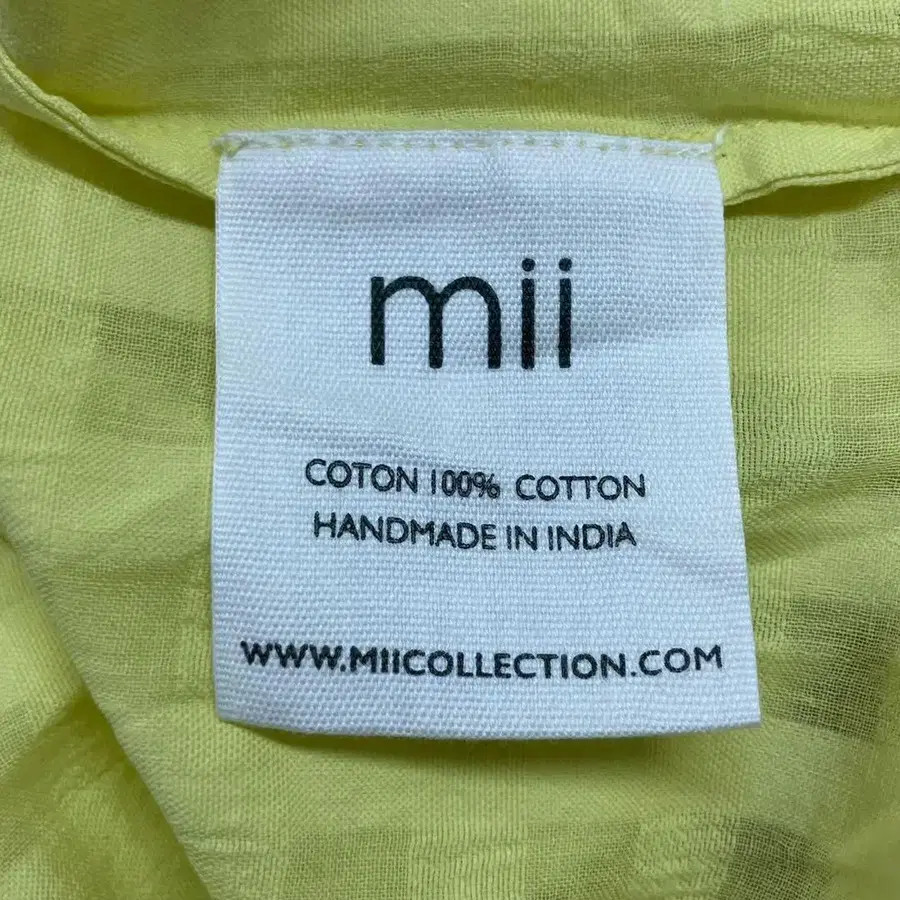 mii
COTON 100% COTTON
HANDMADE IN INDIA
WWW.MIICOLLECTION.COM